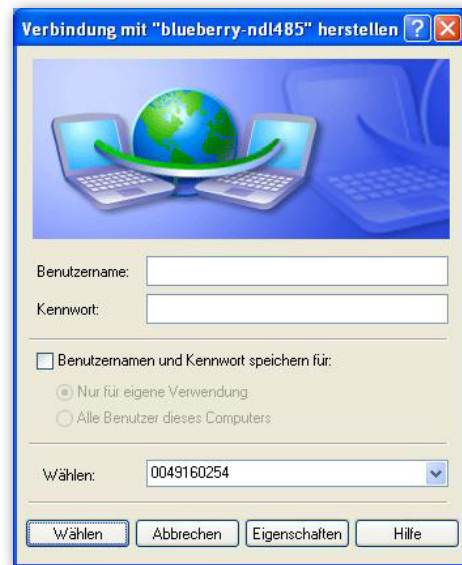 Verbindung mit "blueberry-ndl485" herstellen
Benutzername:
Kennwort:
Benutzernamen und Kennwort speichern für:
Nur für eigene Verwendung
Alle Benutzer dieses Computers
Wählen: 0049160254
Wählen Abbrechen Eigenschaften Hilfe